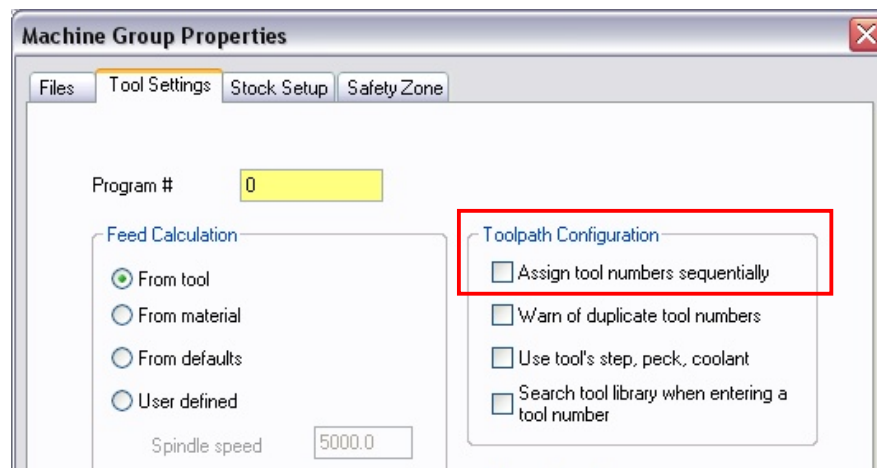 Machine Group Properties
Files
Tool Settings
Stock Setup
Safety Zone
Program #
0
Feed Calculation
From tool
From material
From defaults
User defined
Spindle speed
5000.0
Toolpath Configuration
Assign tool numbers sequentially
Warn of duplicate tool numbers
Use tool's step, peck, coolant
Search tool library when entering a
tool number